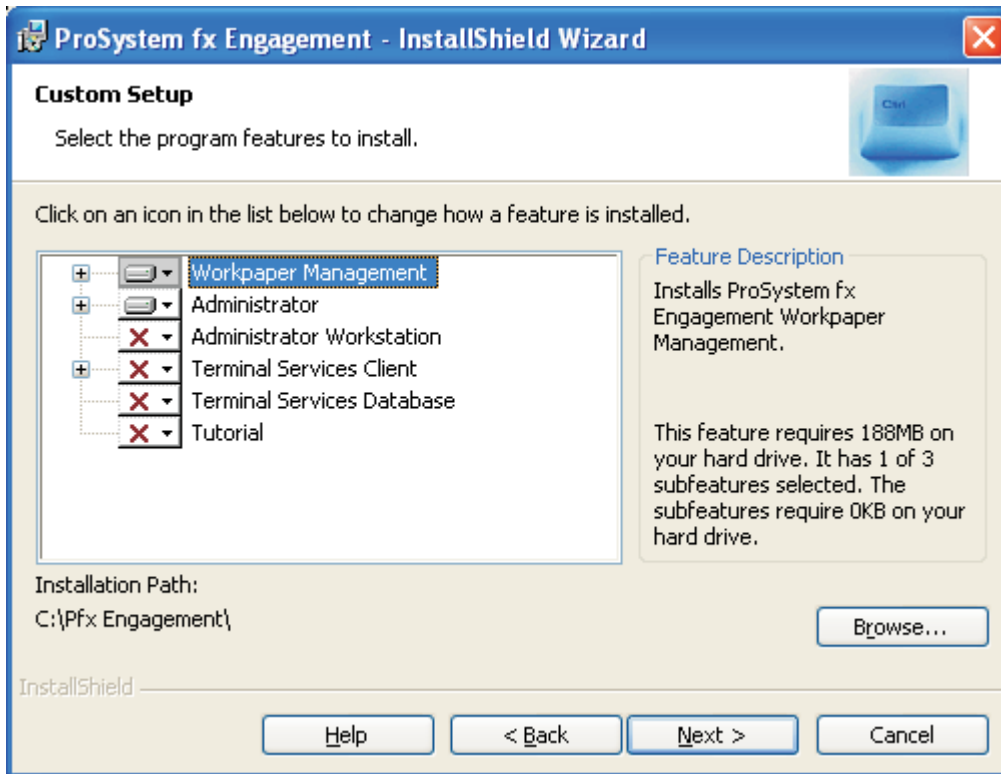 ProSystem fx Engagement - InstallShield Wizard
Custom Setup
Ctrl
Select the program features to install.
Click on an icon in the list below to change how a feature is installed.
Workpaper Management
Administrator
Administrator Workstation
Terminal Services Client
Terminal Services Database
Tutorial
Feature Description
Installs ProSystem fx
Engagement Workpaper
Management.
This feature requires 188MB on
your hard drive. It has 1 of 3
subfeatures selected. The
subfeatures require 0KB on your
hard drive.
Installation Path:
C:\Pfx Engagement\
Browse...
InstallShield
Help
< Back
Next >
Cancel